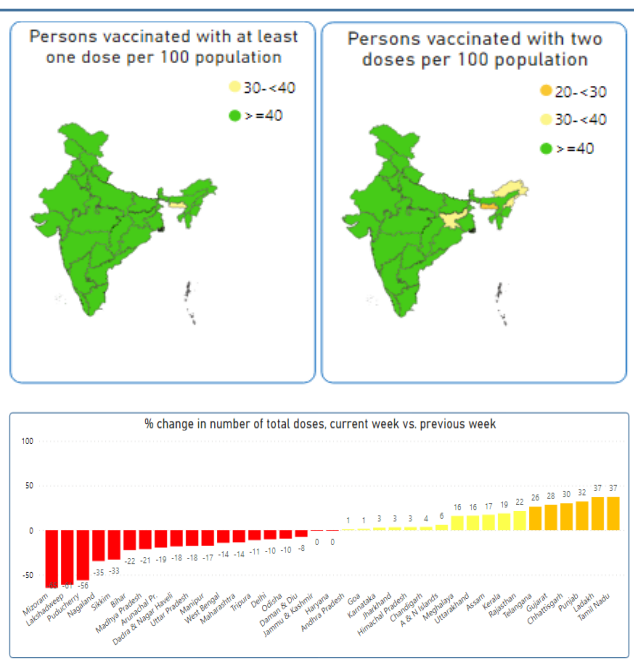 Persons vaccinated with at least
one dose per 100 population
30-<40
>=40
Persons vaccinated with two
doses per 100 population
20-<30
30-<40
>=40
% change in number of total doses, current week vs. previous week
100
50
0
-50
-56
-35
-33
-22
-21
-19
-18
-18
-17
-14
-14
-11
-10
-10
-8
0
0
1
1
3
3
3
4
6
16
16
17
19
22
26
28
30
32
37
37
Mizoram
Lakshadweep
Puducherry
Nagaland
Sikkim
Bihar
Madhya Pradesh
Arunachal Pr.
Dadra & Nagar Haveli
Uttar Pradesh
Manipur
West Bengal
Maharashtra
Tripura
Delhi
Odisha
Daman & Diu
Jammu & Kashmir
Haryana
Andhra Pradesh
Goa
Karnataka
Jharkhand
Himachal Pradesh
Chandigarh
A & N Islands
Meghalaya
Uttarakhand
Assam
Kerala
Rajasthan
Telangana
Gujarat
Chhattisgarh
Punjab
Ladakh
Tamil Nadu